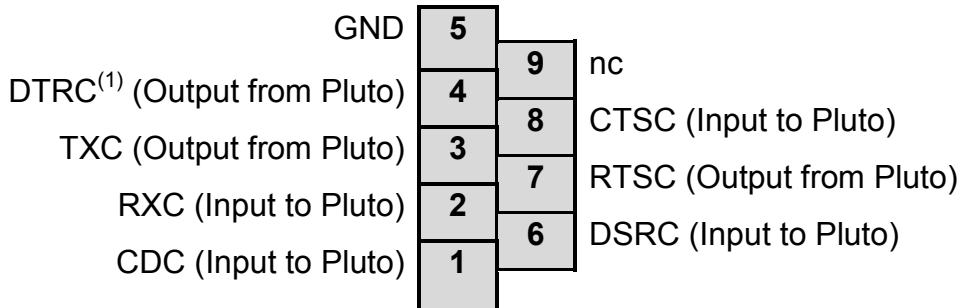 GND 5
9 nc
DTRC(1) (Output from Pluto) 4
8 CTSC (Input to Pluto)
TXC (Output from Pluto) 3
7 RTSC (Output from Pluto)
RXC (Input to Pluto) 2
6 DSRC (Input to Pluto)
CDC (Input to Pluto) 1